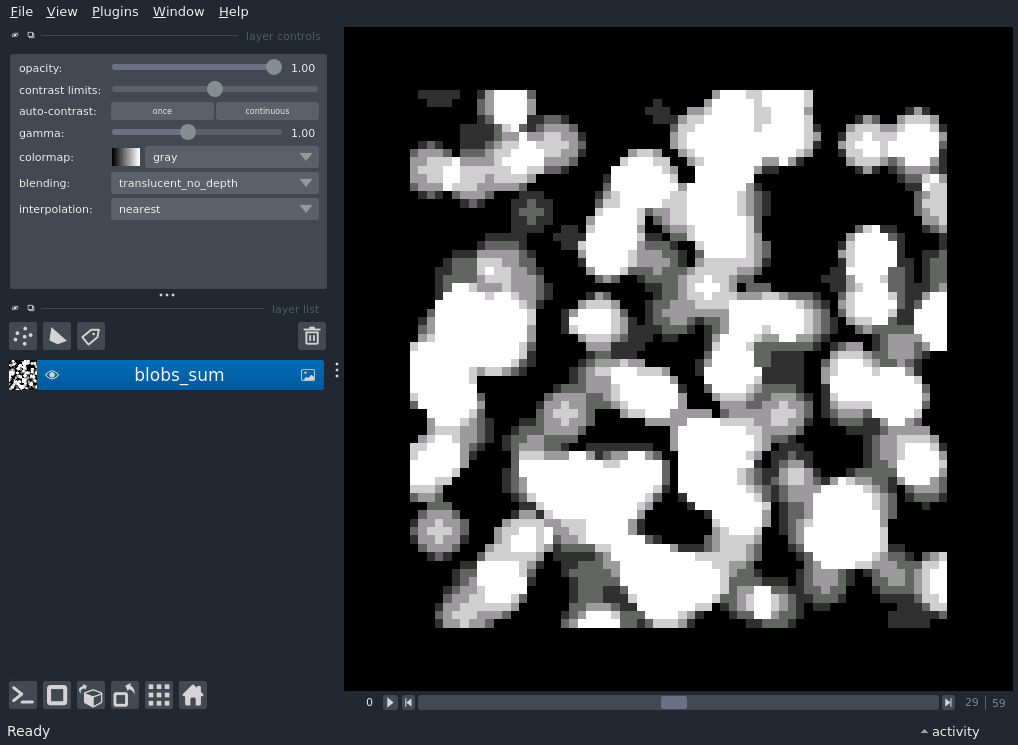 File View Plugins Window Help
layer controls
opacity: 1.00
contrast limits:
auto-contrast: once continuous
gamma: 1.00
colormap: gray
blending: translucent_no_depth
interpolation: nearest
layer list
blobs_sum
0 29 59
Ready activity